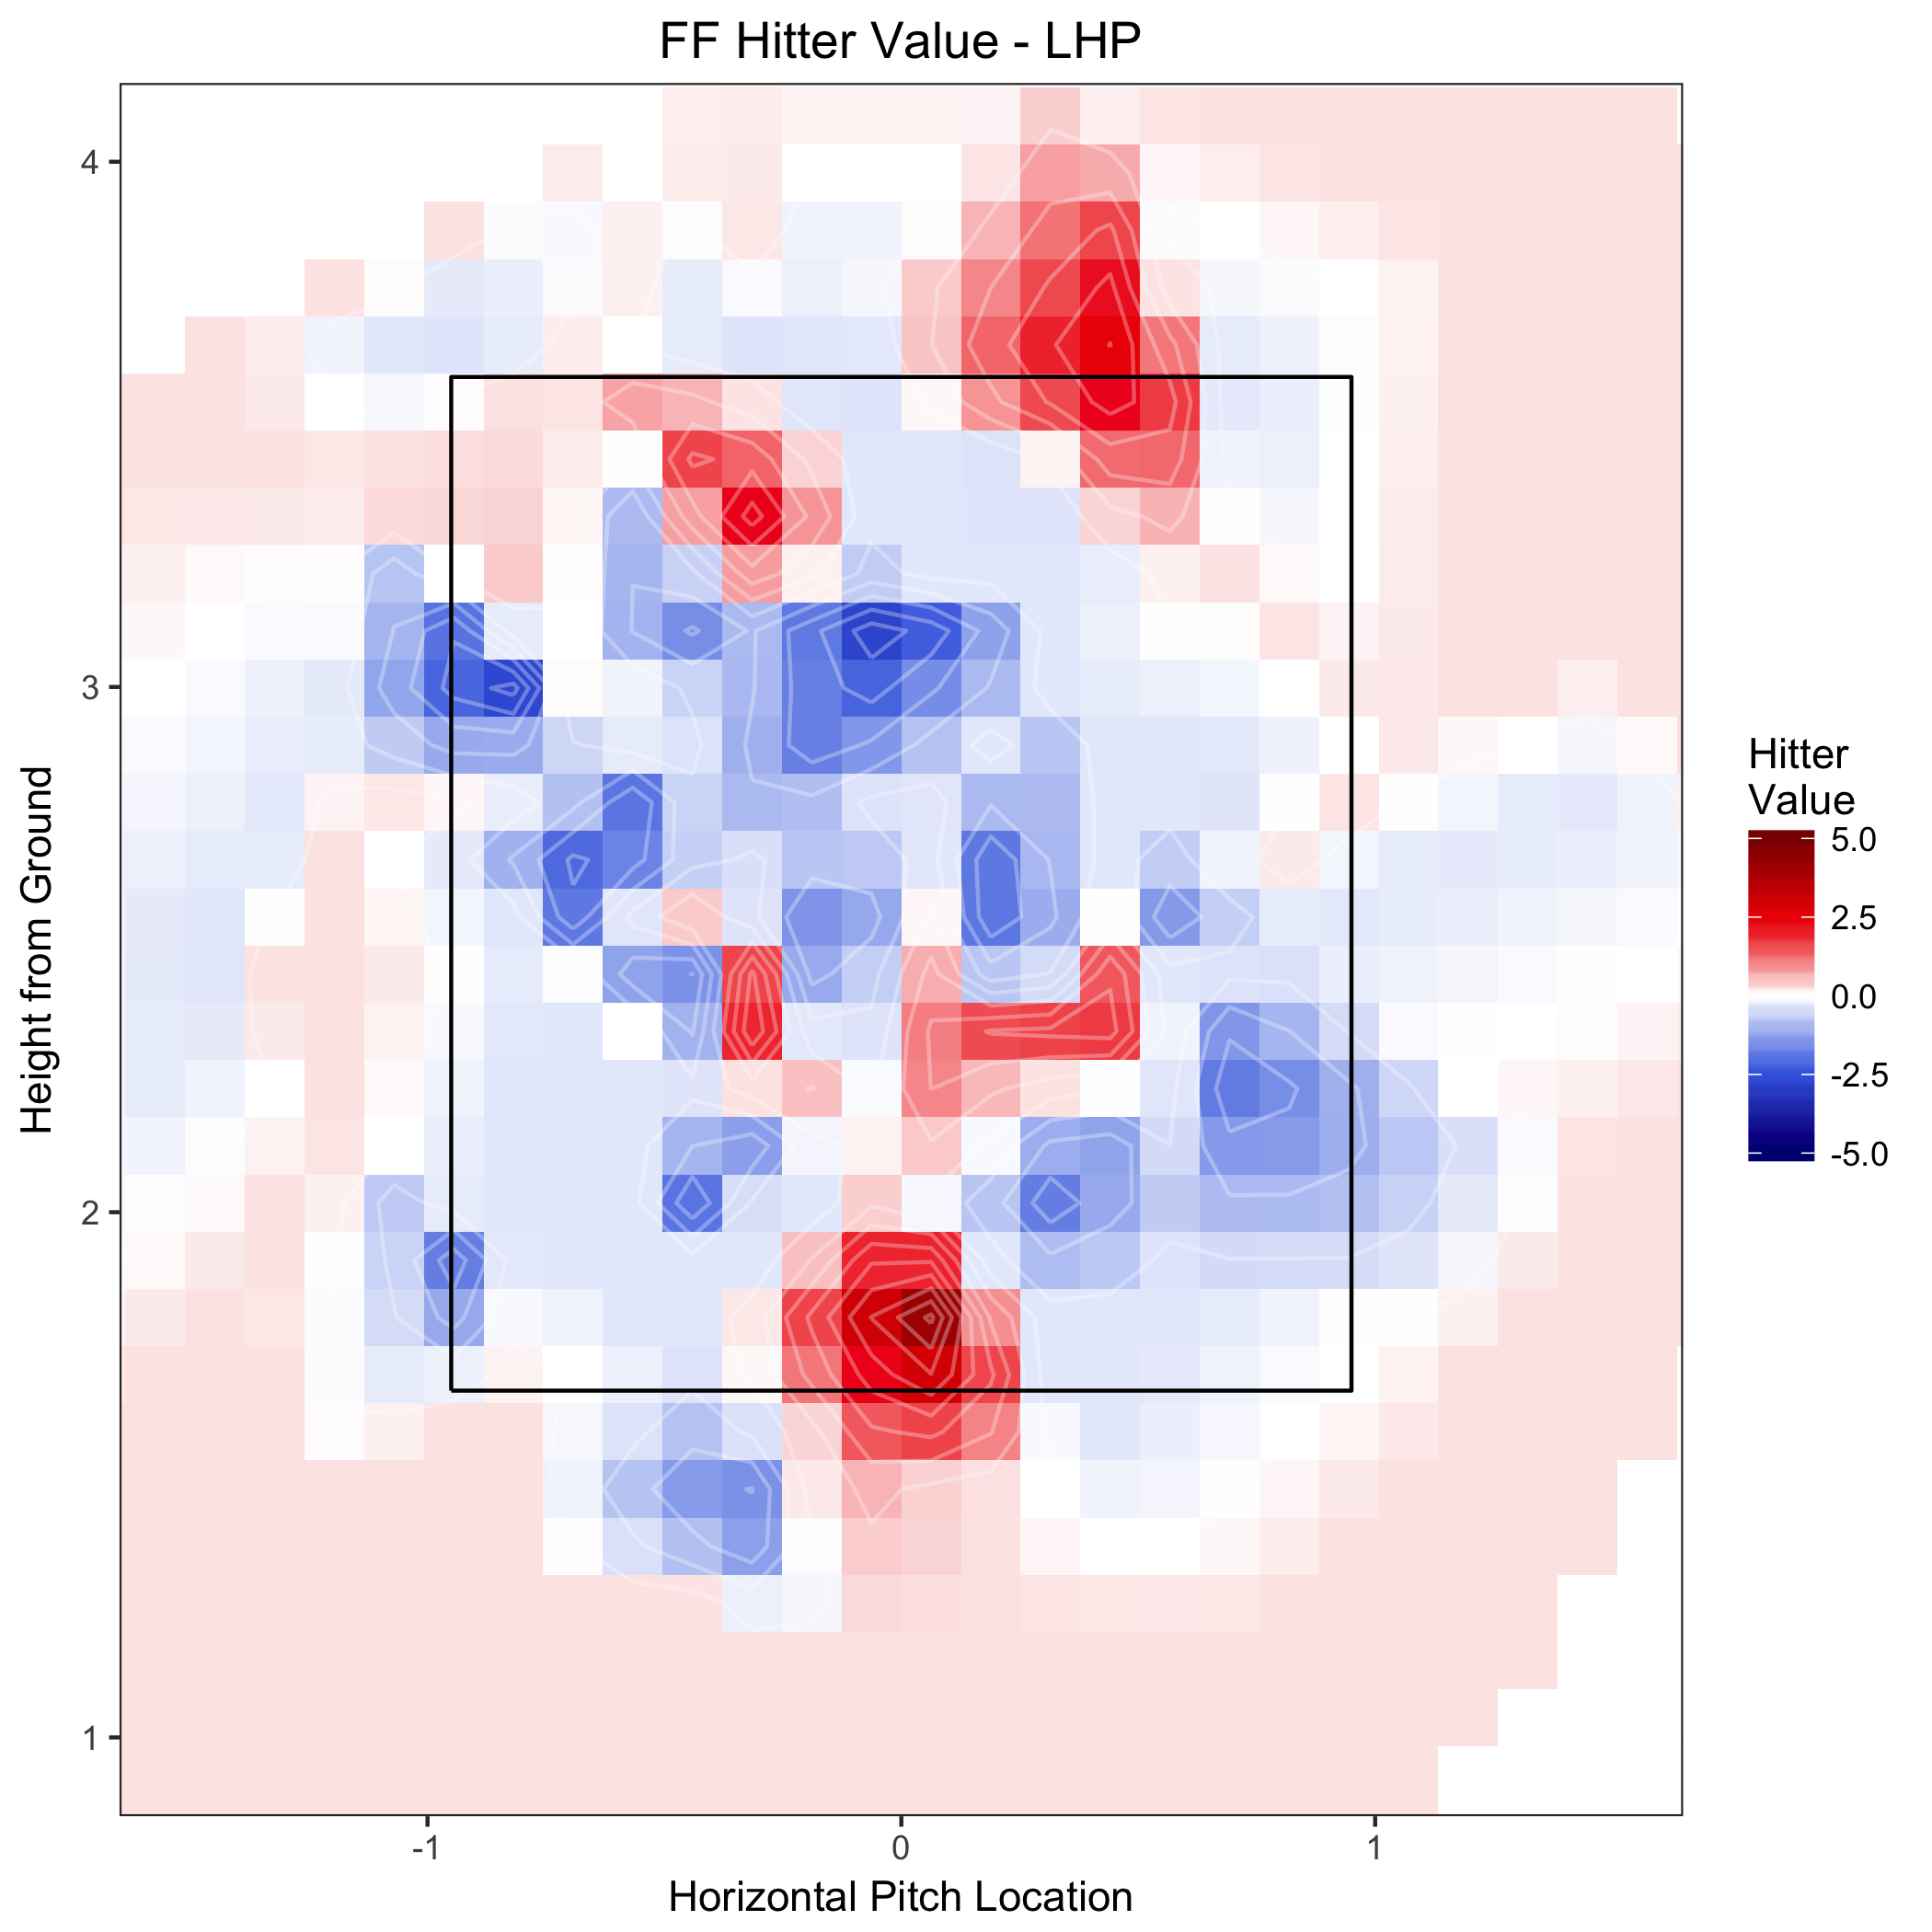 FF Hitter Value - LHP
4
3
2
1
Height from Ground
-1
0
1
Horizontal Pitch Location
Hitter
Value
5.0
2.5
0.0
-2.5
-5.0